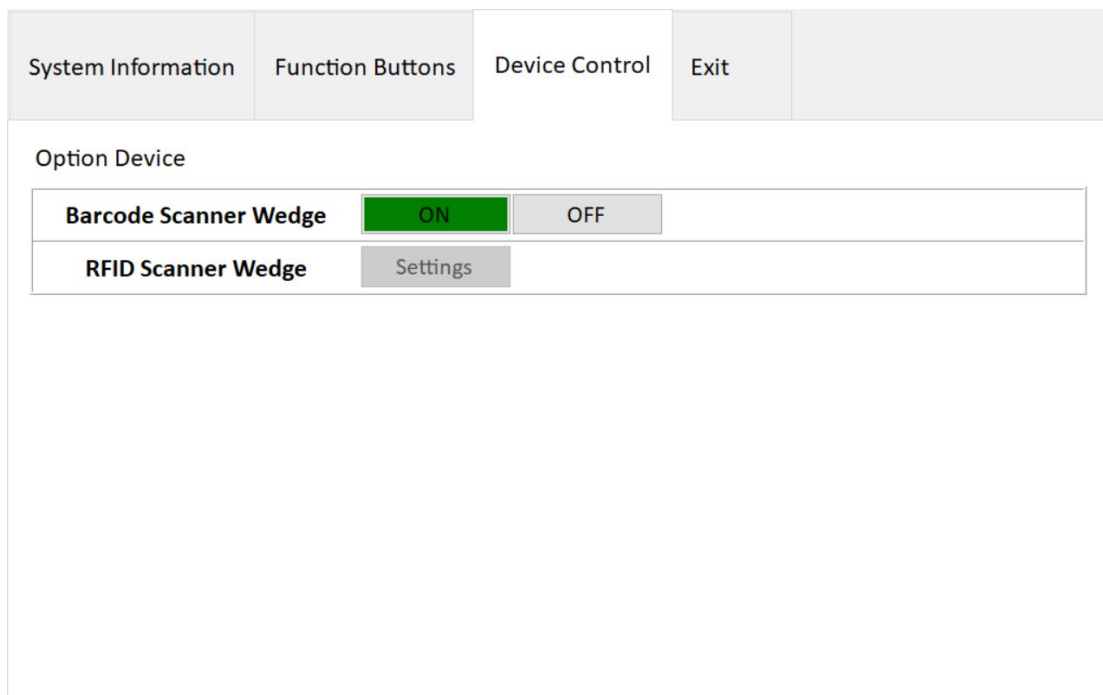 System Information Function Buttons Device Control Exit
Option Device
Barcode Scanner Wedge ON OFF
RFID Scanner Wedge Settings